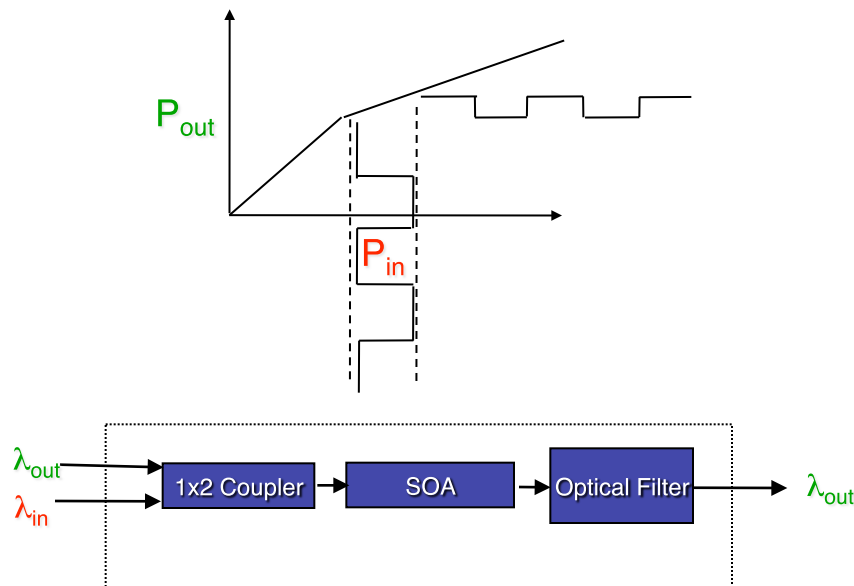 Pout
Pin
λout
λin
1x2 Coupler
SOA
Optical Filter
λout